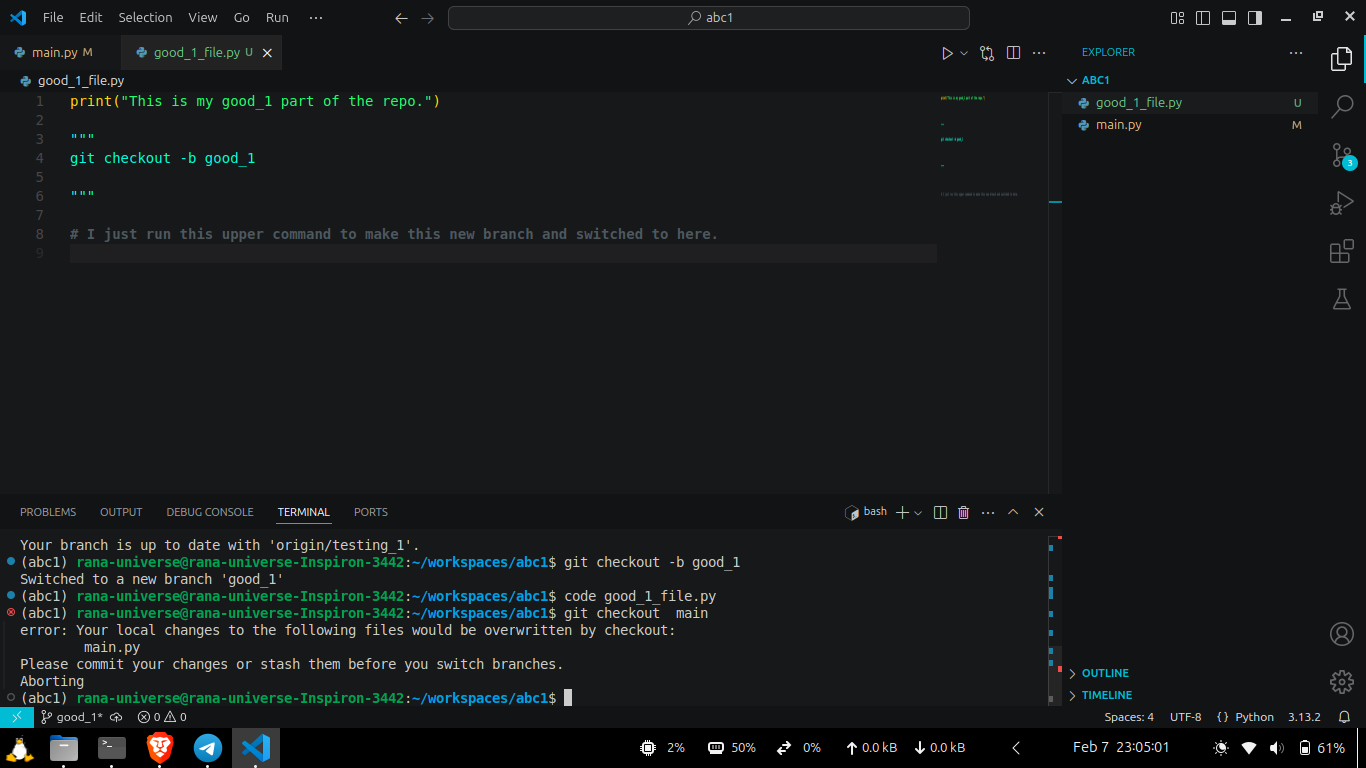 File Edit Selection View Go Run ··· abc1
main.py M good_1_file.py U
good_1_file.py
1 print("This is my good_1 part of the repo.")
2
3 """
4 git checkout -b good_1
5
6 """
7
8 # I just run this upper command to make this new branch and switched to here.
9
EXPLORER
ABC1
good_1_file.py U
main.py M
3
OUTLINE
TIMELINE
PROBLEMS OUTPUT DEBUG CONSOLE TERMINAL PORTS bash
Your branch is up to date with 'origin/testing_1'.
(abc1) rana-universe@rana-universe-Inspiron-3442:~/workspaces/abc1$ git checkout -b good_1
Switched to a new branch 'good_1'
(abc1) rana-universe@rana-universe-Inspiron-3442:~/workspaces/abc1$ code good_1_file.py
(abc1) rana-universe@rana-universe-Inspiron-3442:~/workspaces/abc1$ git checkout  main
error: Your local changes to the following files would be overwritten by checkout:
        main.py
Please commit your changes or stash them before you switch branches.
Aborting
(abc1) rana-universe@rana-universe-Inspiron-3442:~/workspaces/abc1$
good_1* 0 0 Spaces: 4 UTF-8 {} Python 3.13.2
2% 50% 0% 0.0 kB 0.0 kB Feb 7 23:05:01 61%